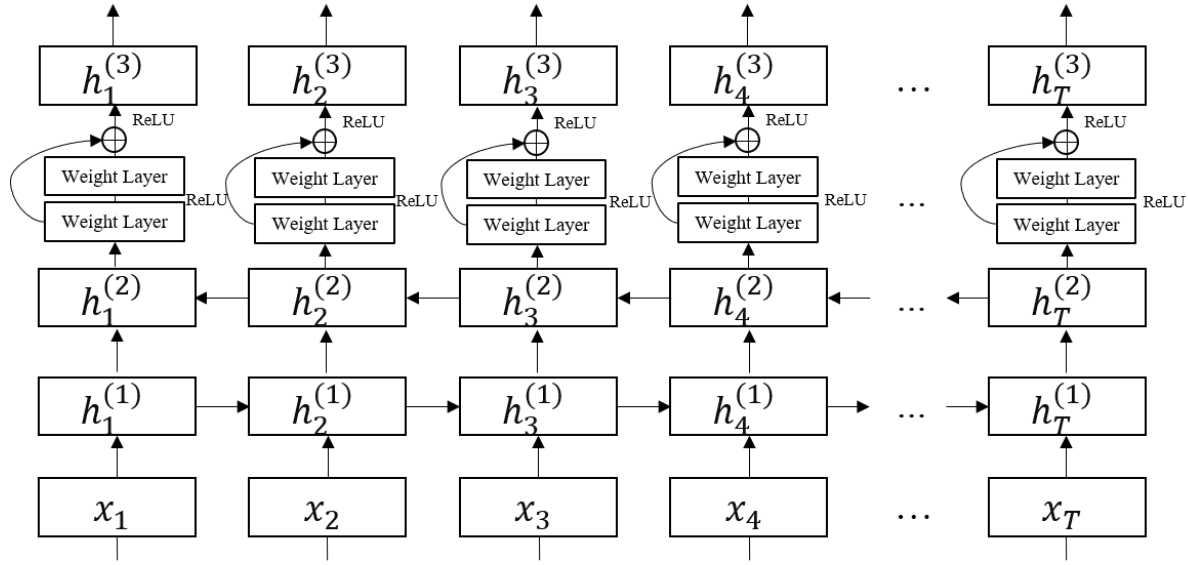 h_1^{(3)} h_2^{(3)} h_3^{(3)} h_4^{(3)} ... h_T^{(3)}
ReLU ReLU ReLU ReLU ReLU
Weight Layer Weight Layer Weight Layer Weight Layer Weight Layer
ReLU ReLU ReLU ReLU ... ReLU
Weight Layer Weight Layer Weight Layer Weight Layer Weight Layer
h_1^{(2)} h_2^{(2)} h_3^{(2)} h_4^{(2)} ... h_T^{(2)}
h_1^{(1)} h_2^{(1)} h_3^{(1)} h_4^{(1)} ... h_T^{(1)}
x_1 x_2 x_3 x_4 ... x_T